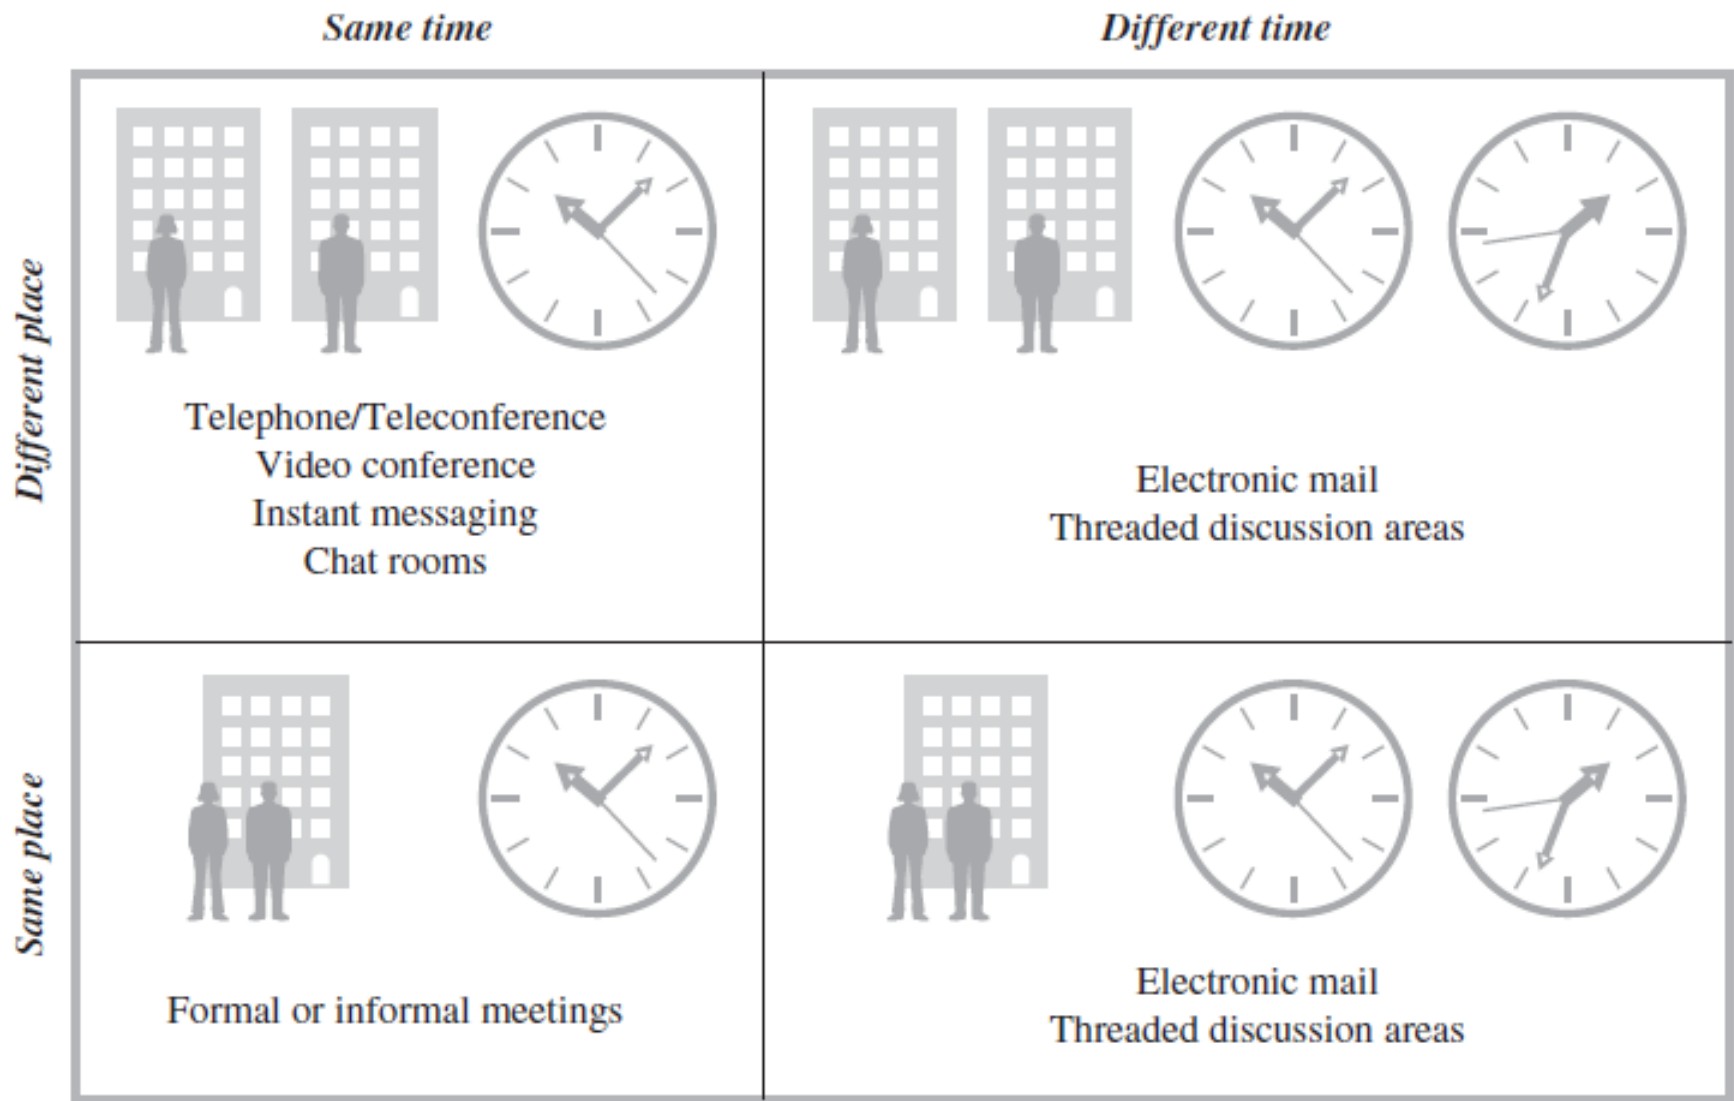 Same time
Different time
Different place
Telephone/Teleconference
Video conference
Instant messaging
Chat rooms
Electronic mail
Threaded discussion areas
Same place
Formal or informal meetings
Electronic mail
Threaded discussion areas